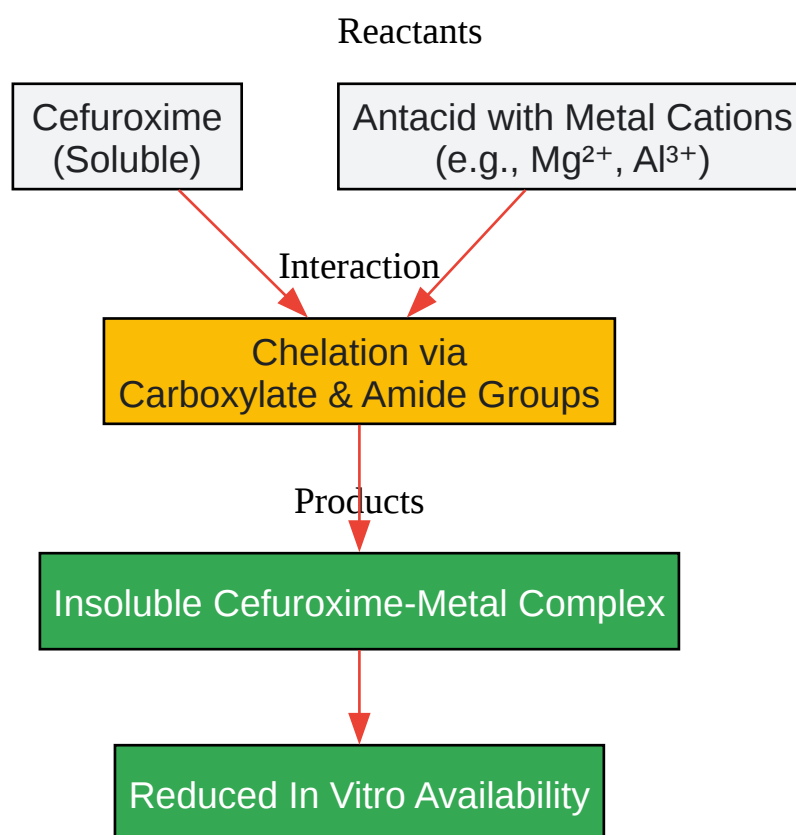 Reactants
Cefuroxime
(Soluble)
Antacid with Metal Cations
(e.g., Mg²⁺, Al³⁺)
Interaction
Chelation via
Carboxylate & Amide Groups
Products
Insoluble Cefuroxime-Metal Complex
Reduced In Vitro Availability